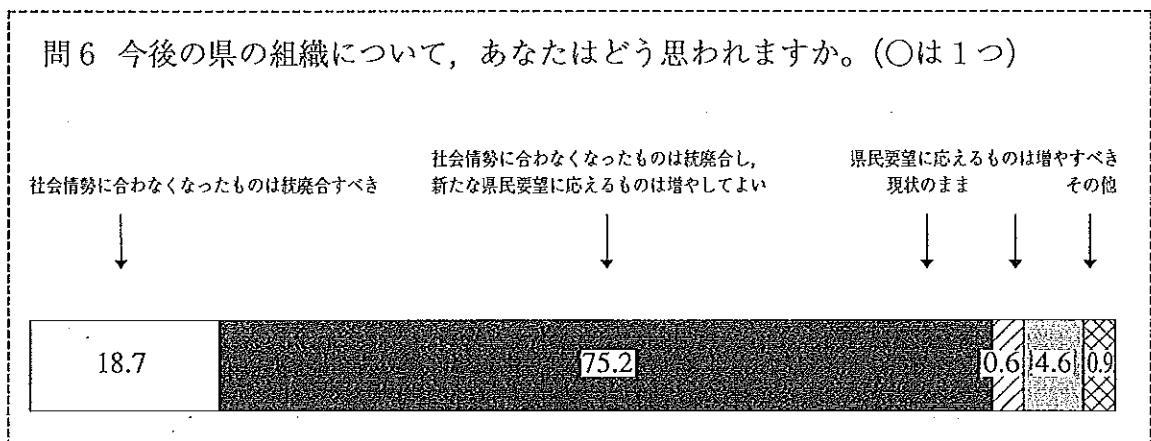 問6 今後の県の組織について，あなたはどう思われますか。(○は1つ)
社会情勢に合わなくなったものは統廃合すべき
社会情勢に合わなくなったものは統廃合し，
新たな県民要望に応えるものは増やしてよい
県民要望に応えるものは増やすべき
現状のまま
その他
18.7
75.2
0.6
4.6
0.9